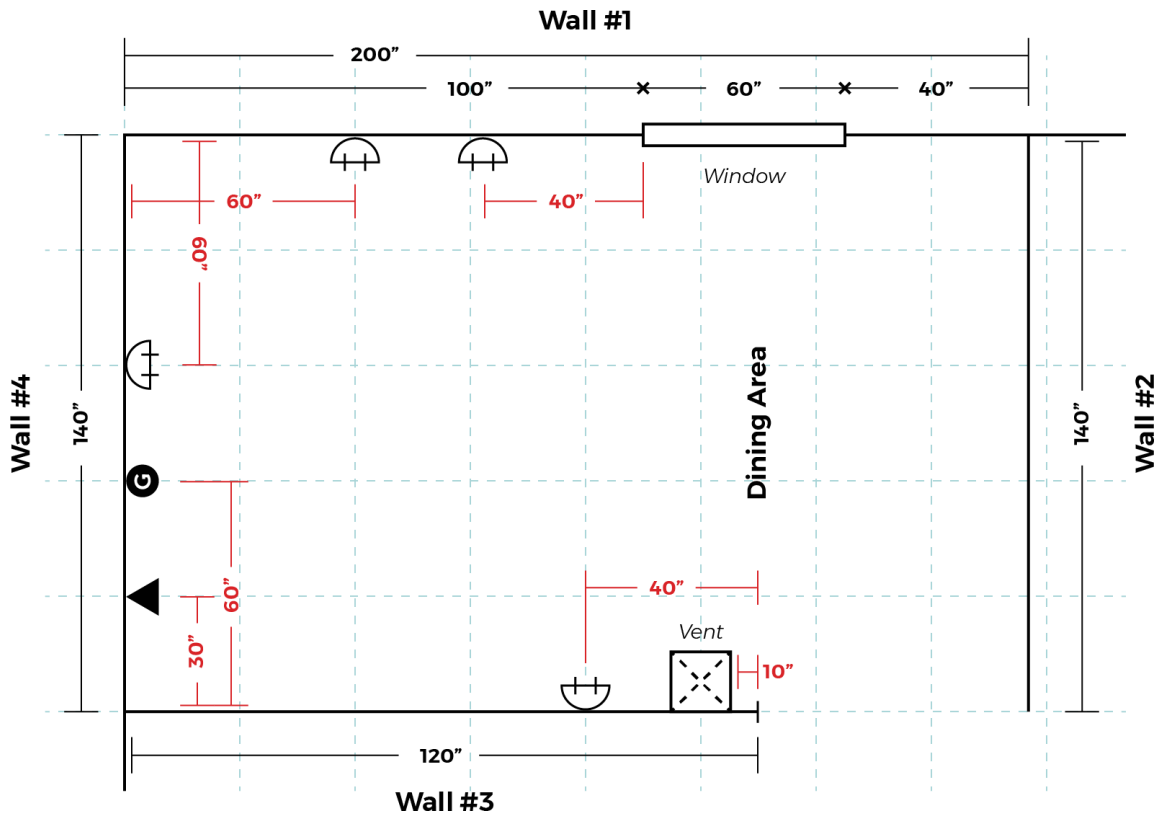 Wall #1
200”
100”
60”
40”
Window
60”
40”
60”
Wall #4
140”
Dining Area
140”
Wall #2
G
60”
40”
30”
Vent
10”
120”
Wall #3